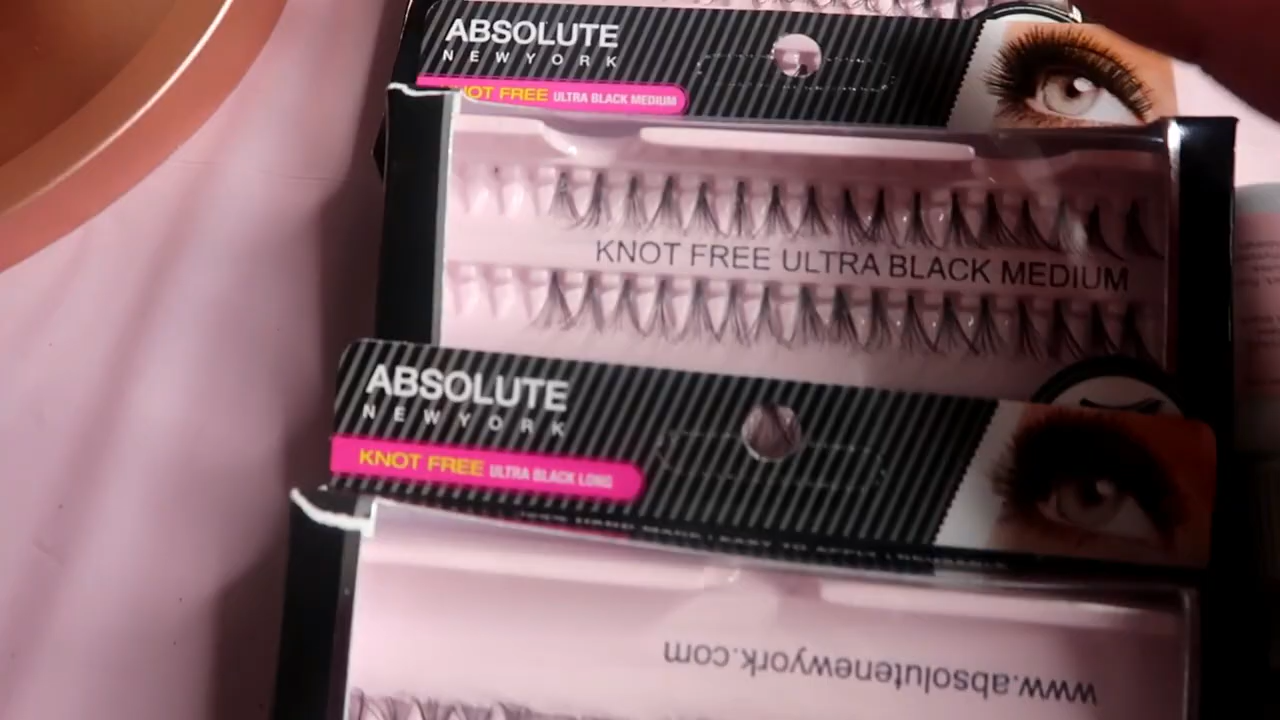 ABSOLUTE
NEW YORK
KNOT FREE ULTRA BLACK MEDIUM
KNOT FREE ULTRA BLACK MEDIUM
ABSOLUTE
NEW YORK
KNOT FREE ULTRA BLACK LONG
www.absolutenewyork.com